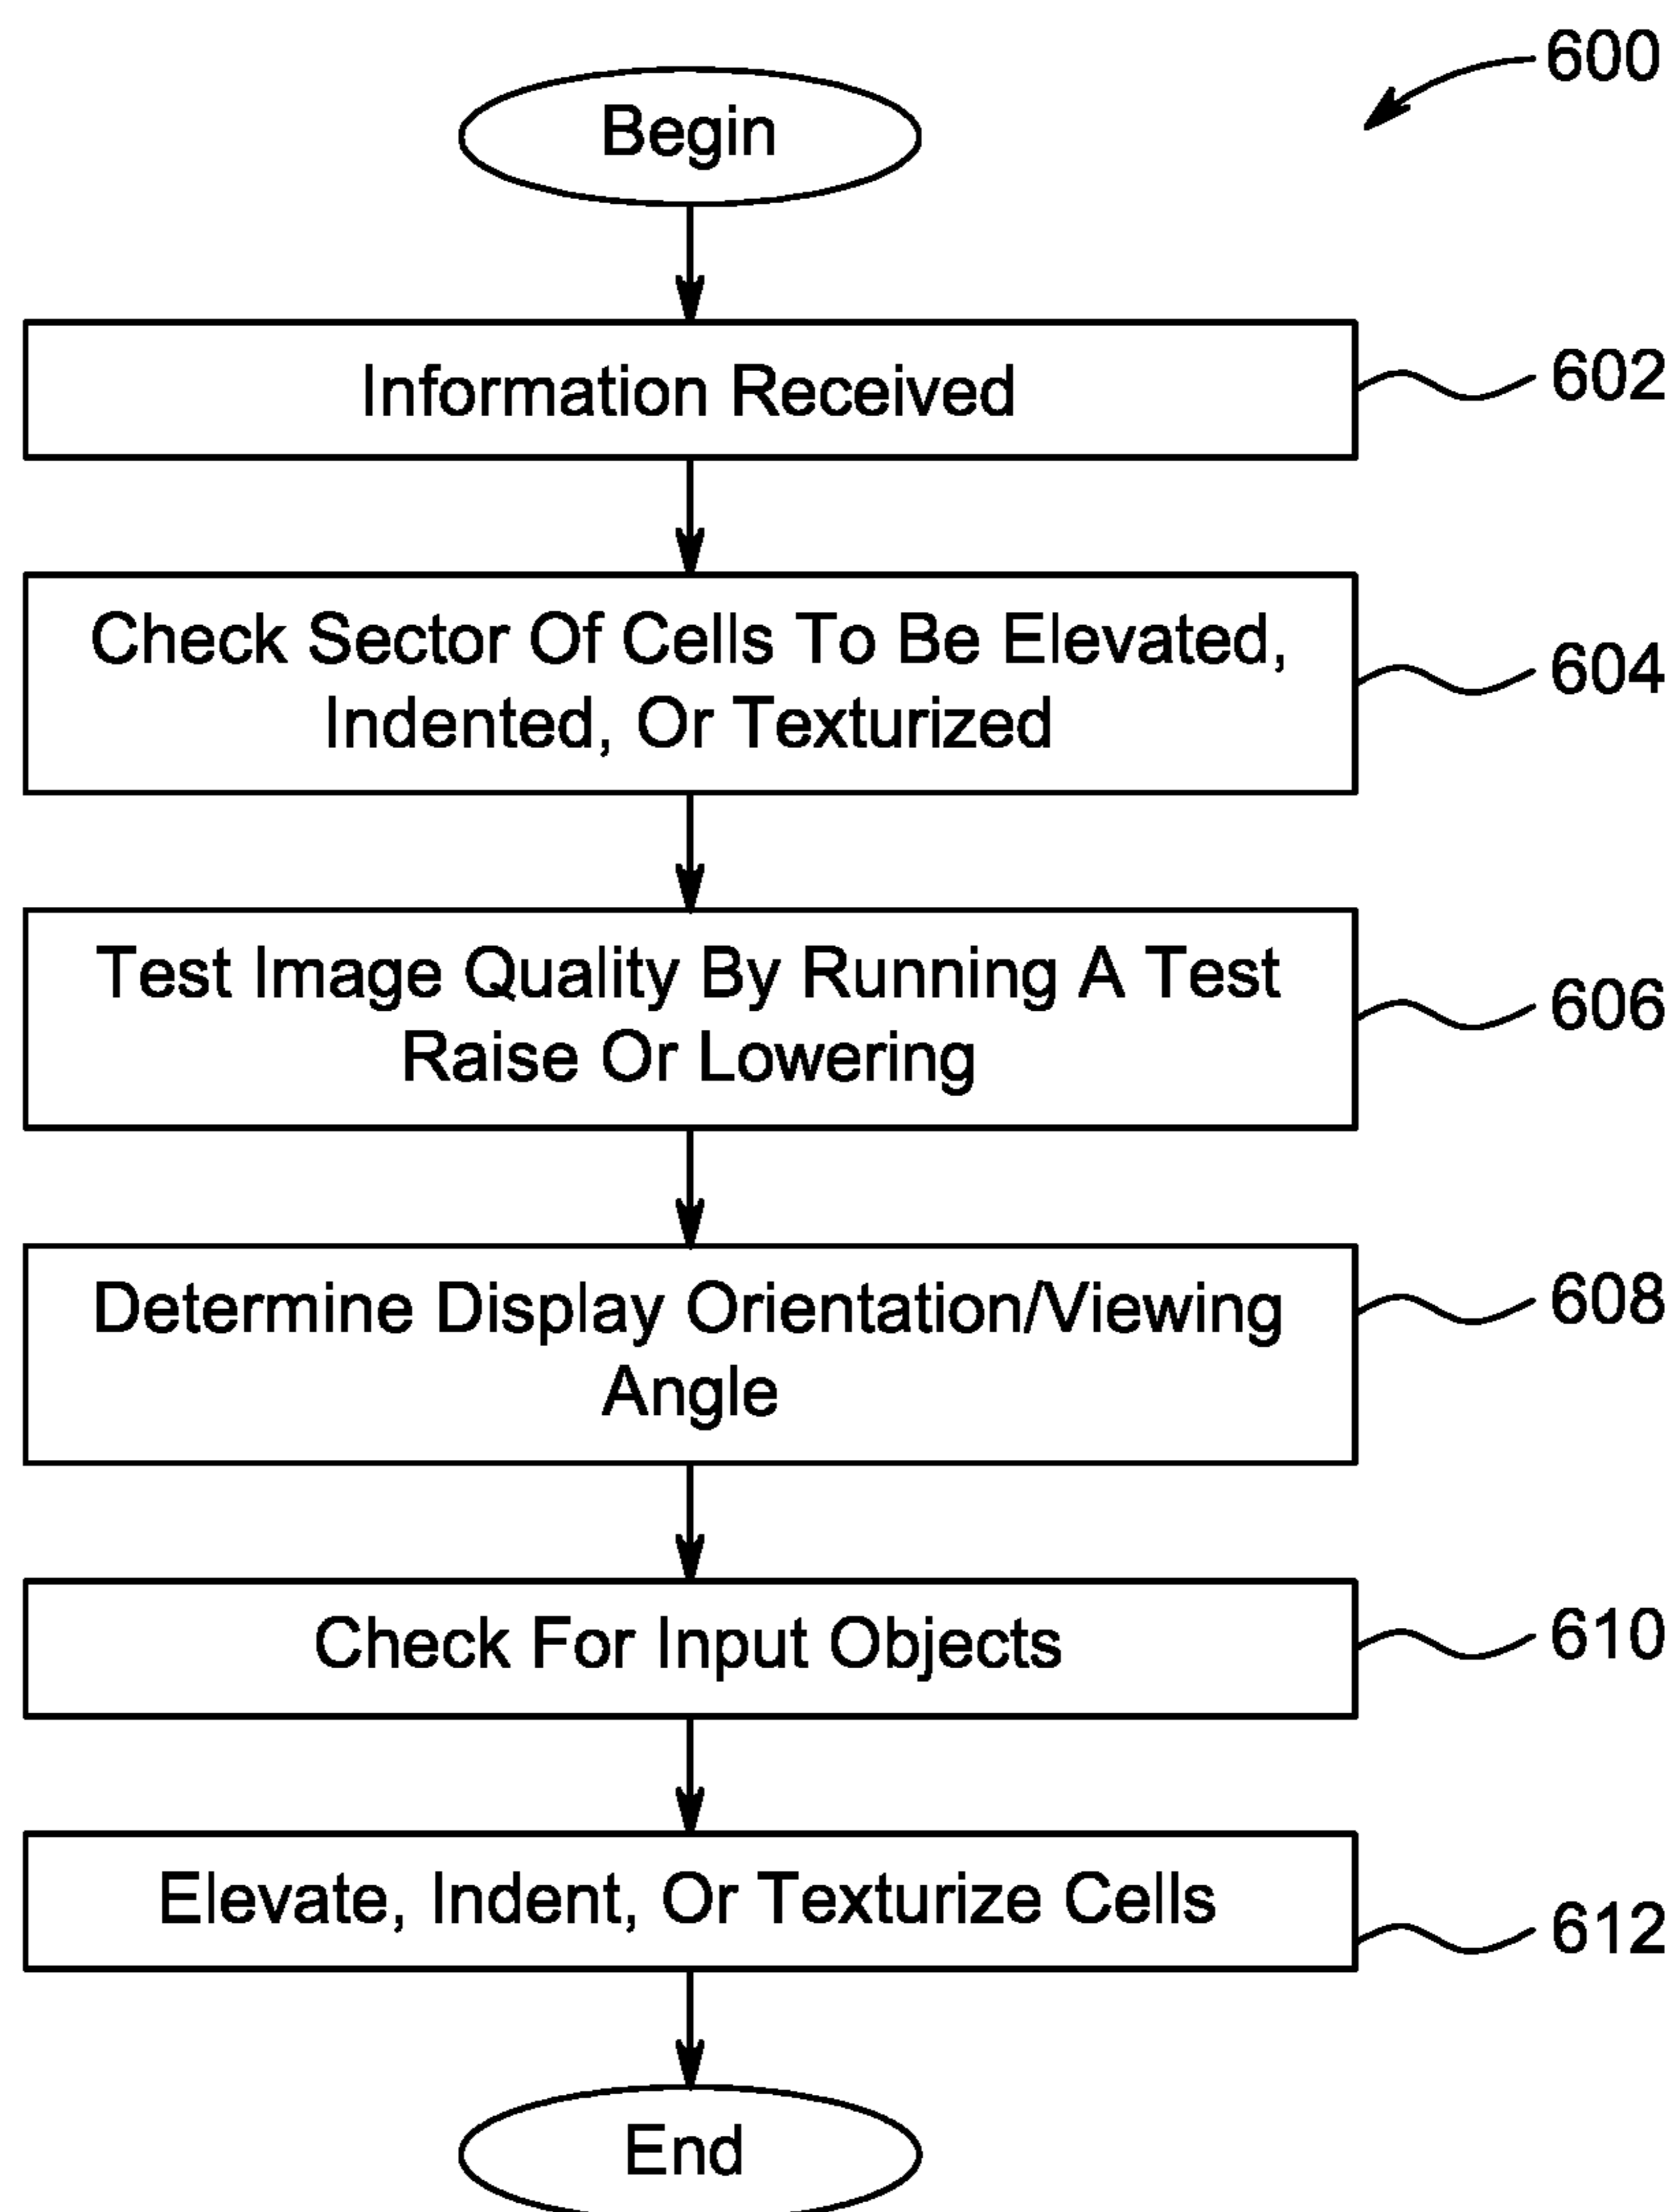 600
Begin
Information Received
602
Check Sector Of Cells To Be Elevated,
Indented, Or Texturized
604
Test Image Quality By Running A Test
Raise Or Lowering
606
Determine Display Orientation/Viewing
Angle
608
Check For Input Objects
610
Elevate, Indent, Or Texturize Cells
612
End